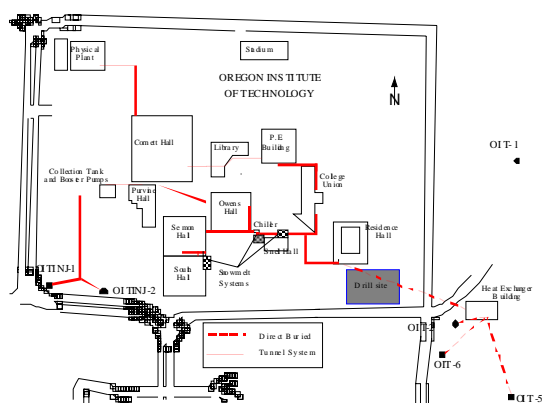 Physical
Plant
Stadium
OREGON INSTITUTE
OF TECHNOLOGY
N
Cornett Hall
Library
P.E
Building
OIT-1
Collection Tank
and Booster Pumps
Purvine
Hall
College
Union
Owens
Hall
Semon
Hall
Chiller
Snell Hall
Residence
Hall
South
Hall
Snowmelt
Systems
OITINJ-1
OITINJ-2
Drill site
Heat Exchanger
Building
OIT-2
OIT-6
OIT-5
Direct Buried
Tunnel System